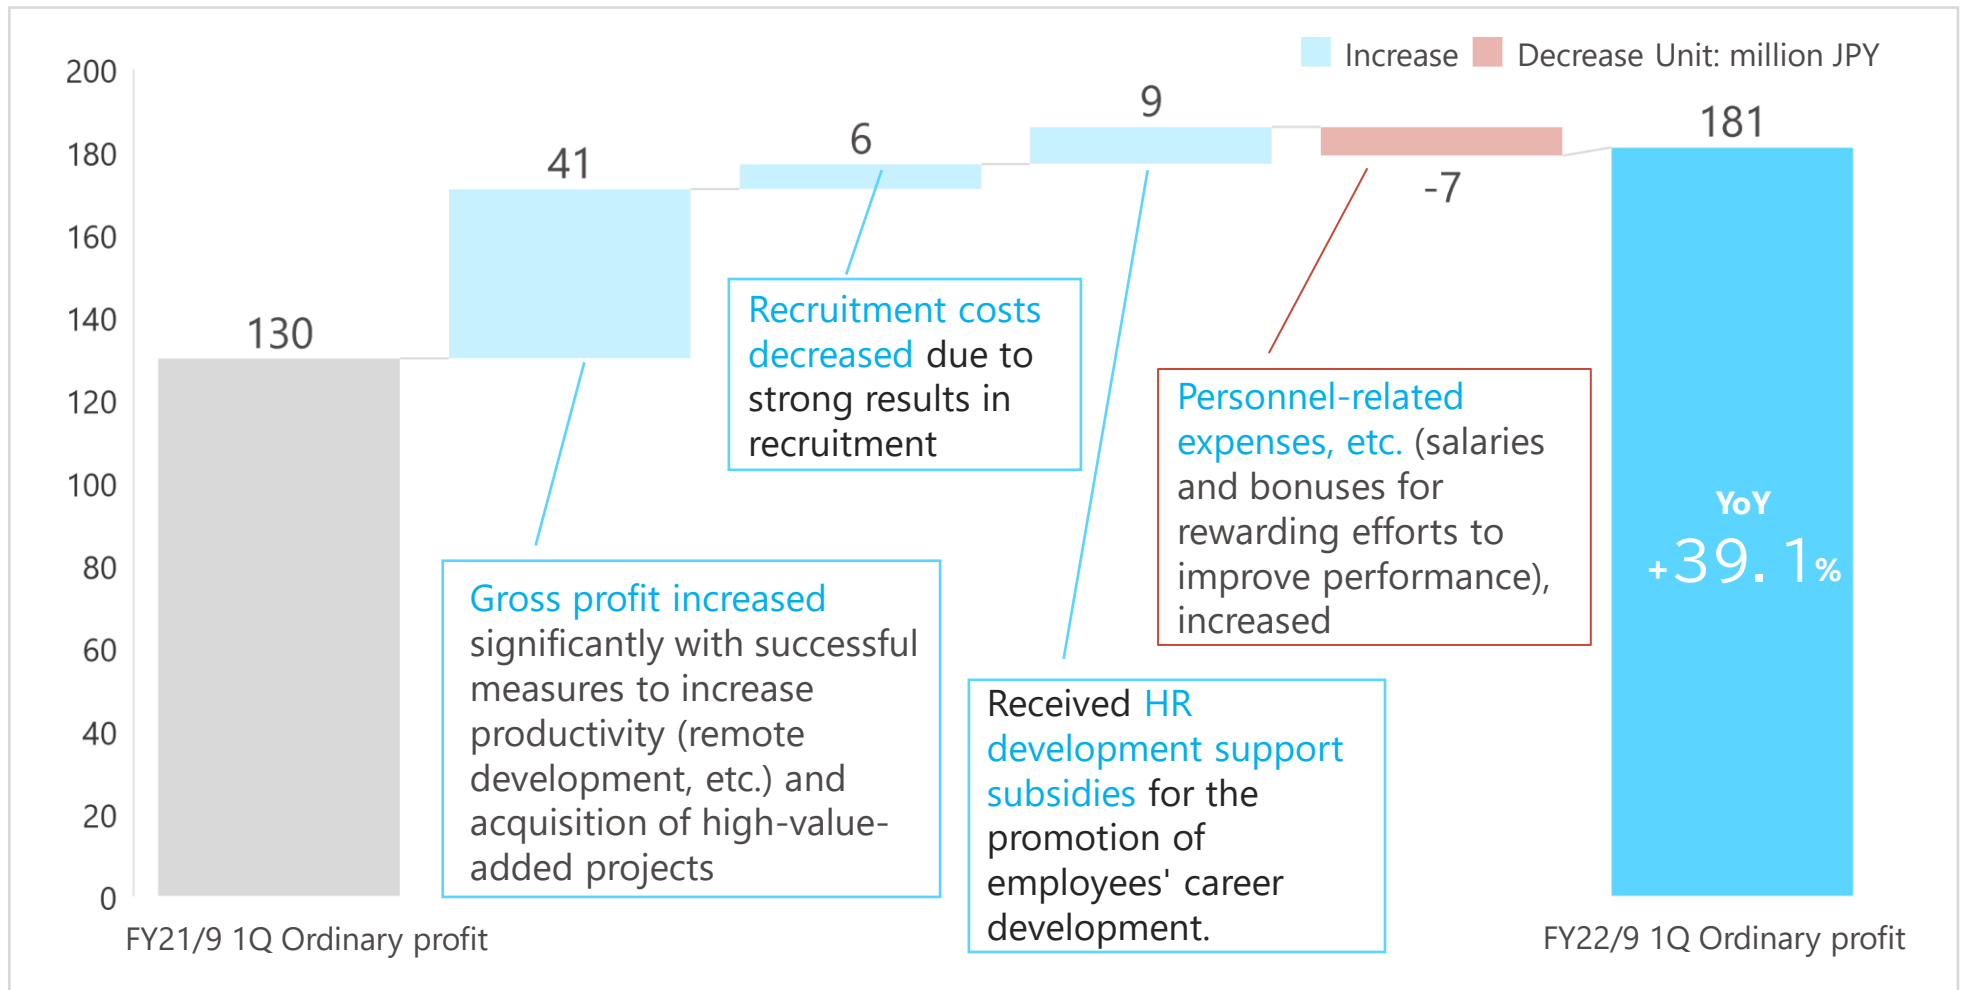 Increase Decrease Unit: million JPY
200
180
160
140
120
100
80
60
40
20
0
130
41
6
9
-7
181
Recruitment costs
decreased due to
strong results in
recruitment
Personnel-related
expenses, etc. (salaries
and bonuses for
rewarding efforts to
improve performance),
increased
YoY
+39.1%
Gross profit increased
significantly with successful
measures to increase
productivity (remote
development, etc.) and
acquisition of high-value-
added projects
Received HR
development support
subsidies for the
promotion of
employees' career
development.
FY21/9 1Q Ordinary profit
FY22/9 1Q Ordinary profit